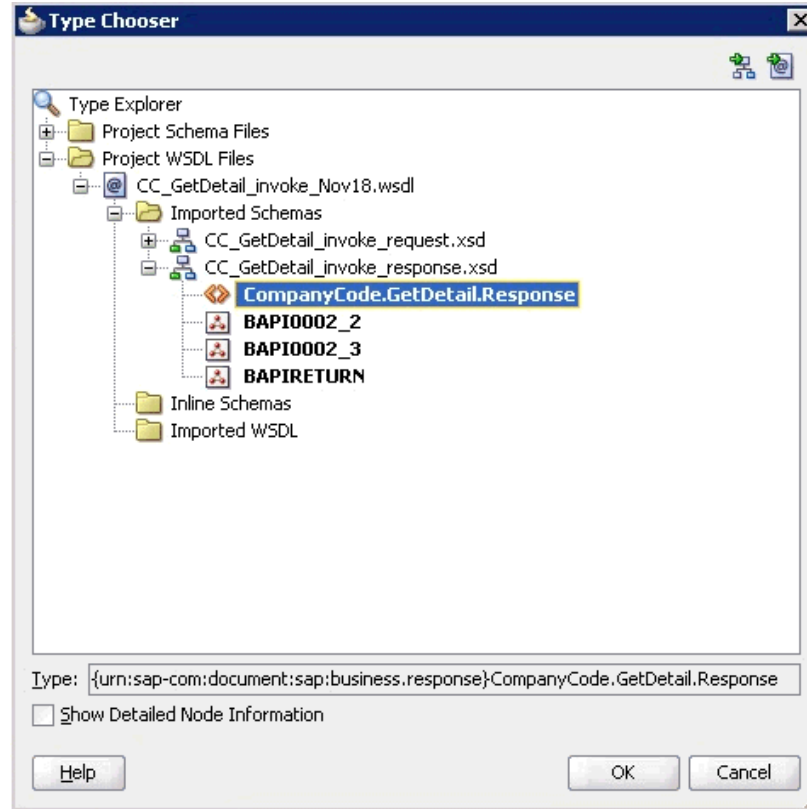 Type Chooser
Type Explorer
Project Schema Files
Project WSDL Files
CC_GetDetail_invoke_Nov18.wsdl
Imported Schemas
CC_GetDetail_invoke_request.xsd
CC_GetDetail_invoke_response.xsd
CompanyCode.GetDetail.Response
BAPI0002_2
BAPI0002_3
BAPIRETURN
Inline Schemas
Imported WSDL
Type: {urn:sap-com:document:sap:business.response}CompanyCode.GetDetail.Response
Show Detailed Node Information
Help OK Cancel